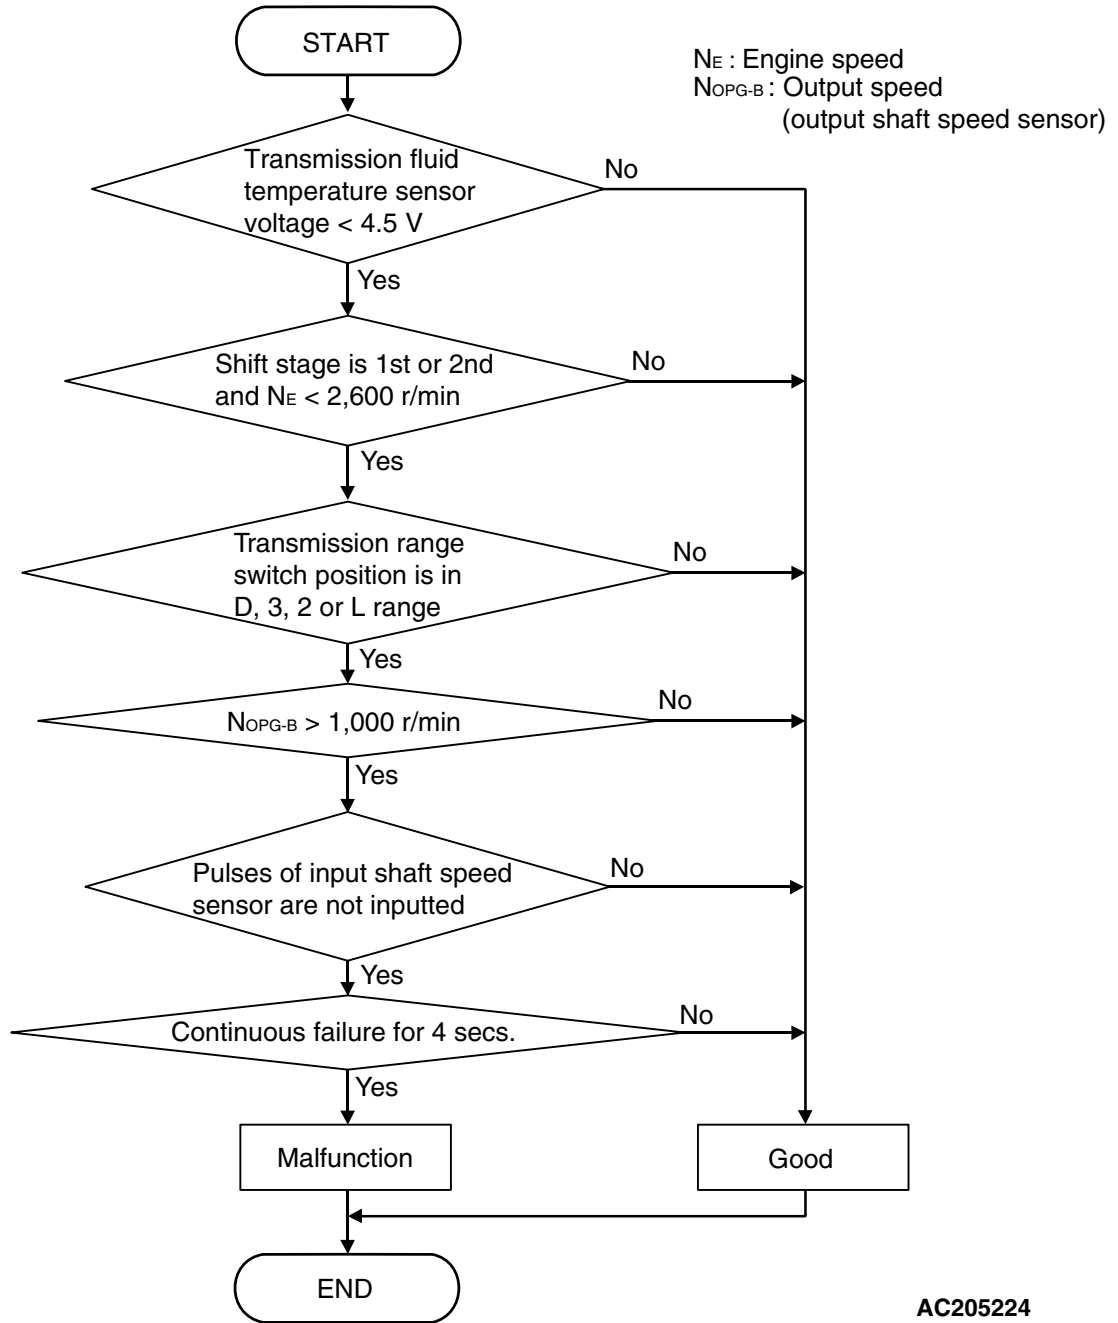 START
NE : Engine speed
NOPG-B : Output speed
(output shaft speed sensor)
Transmission fluid
temperature sensor
voltage < 4.5 V
No
Yes
Shift stage is 1st or 2nd
and NE < 2,600 r/min
No
Yes
Transmission range
switch position is in
D, 3, 2 or L range
No
Yes
NOPG-B > 1,000 r/min
No
Yes
Pulses of input shaft speed
sensor are not inputted
No
Yes
Continuous failure for 4 secs.
No
Yes
Malfunction
Good
END
AC205224